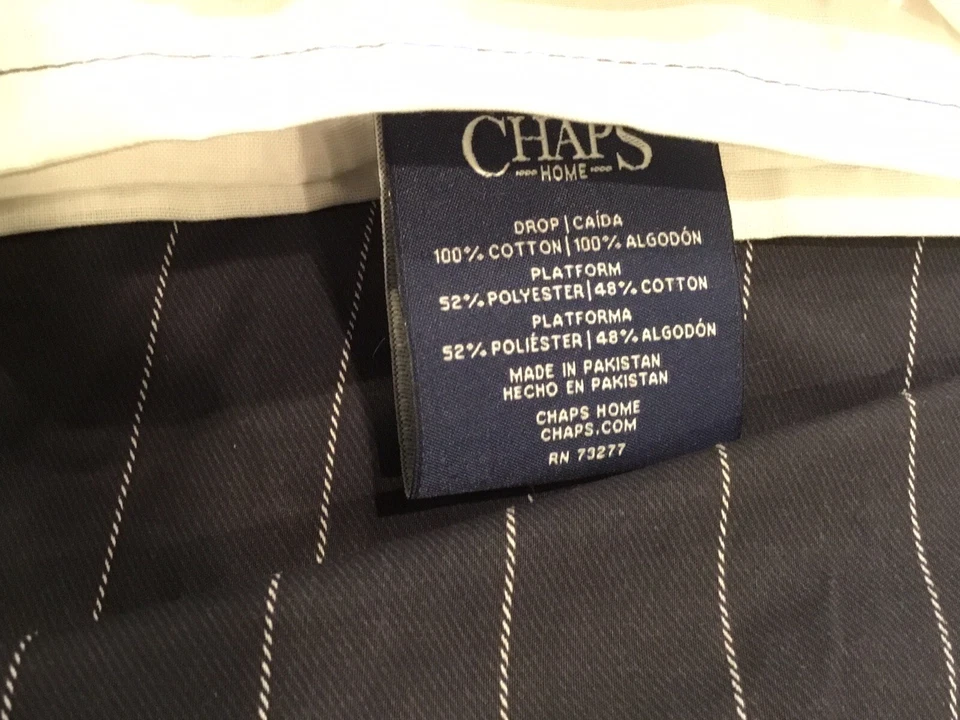 CHAPS
HOME
DROP | CAÍDA
100% COTTON | 100% ALGODÓN
PLATFORM
52% POLYESTER | 48% COTTON
PLATFORMA
52% POLIÉSTER | 48% ALGODÓN
MADE IN PAKISTAN
HECHO EN PAKISTAN
CHAPS HOME
CHAPS.COM
RN 73277